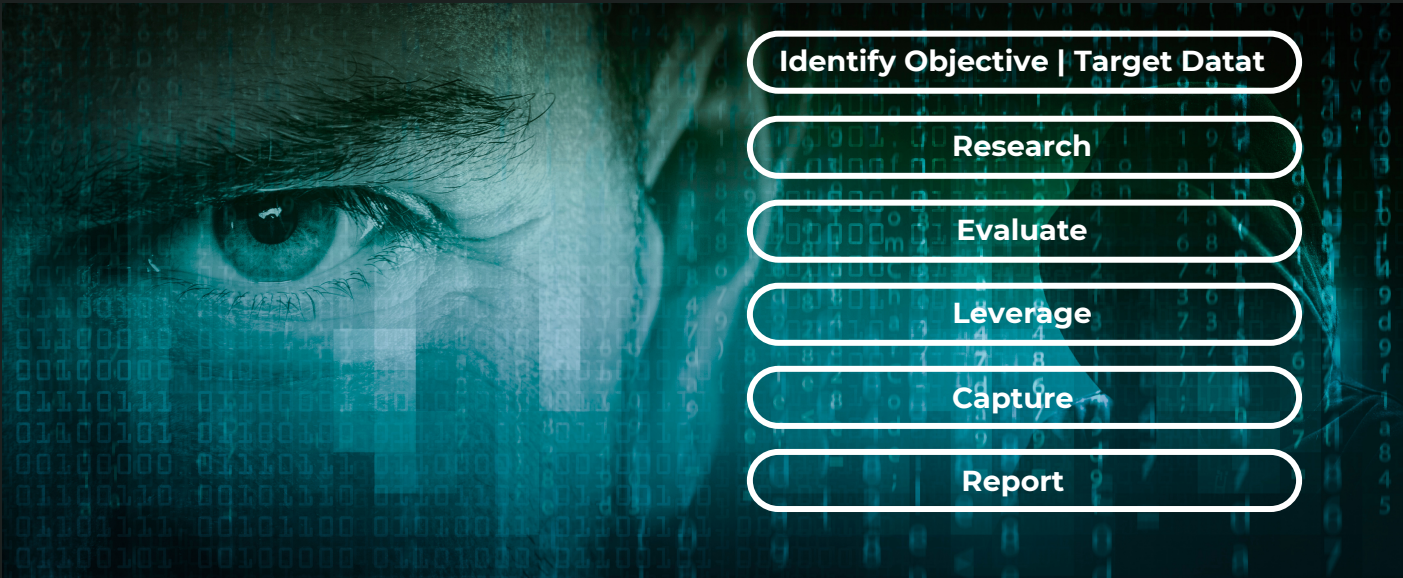 Identify Objective | Target Datat
Research
Evaluate
Leverage
Capture
Report